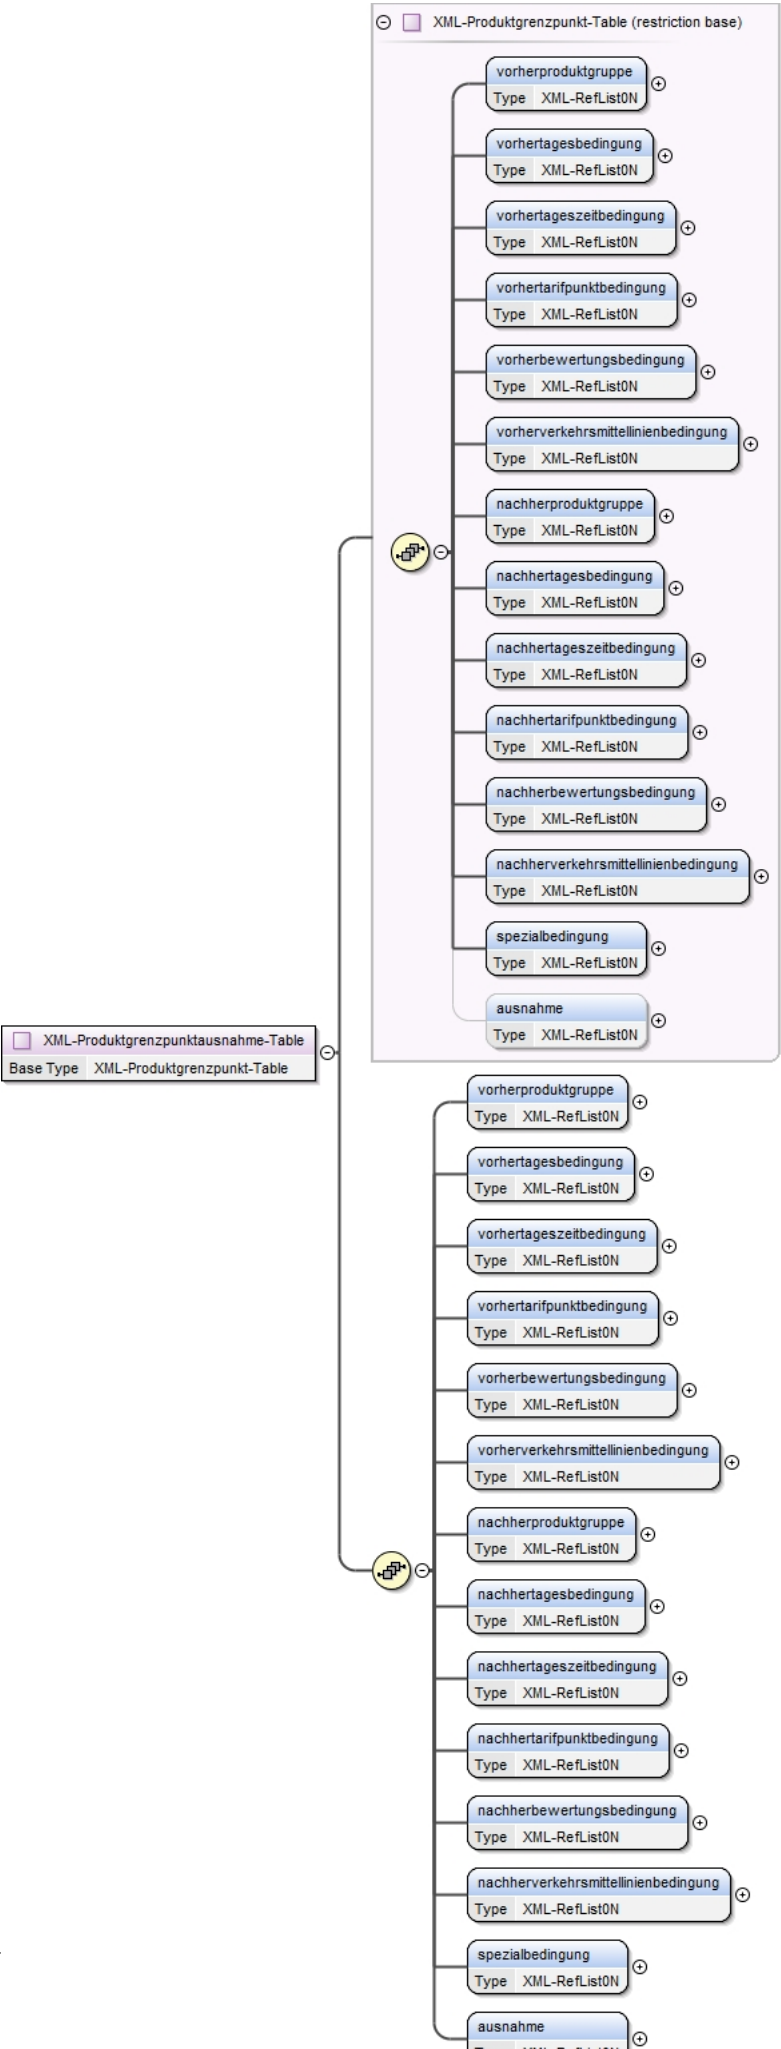 XML-Produktgrenzpunkt-Table (restriction base)
vorherproduktgruppe
Type XML-RefList0N
vorhertagesbedingung
Type XML-RefList0N
vorhertageszeitbedingung
Type XML-RefList0N
vorhertarifpunktbedingung
Type XML-RefList0N
vorherbewertungsbedingung
Type XML-RefList0N
vorherverkehrsmittellinienbedingung
Type XML-RefList0N
nachherproduktgruppe
Type XML-RefList0N
nachhertagesbedingung
Type XML-RefList0N
nachhertageszeitbedingung
Type XML-RefList0N
nachhertarifpunktbedingung
Type XML-RefList0N
nachherbewertungsbedingung
Type XML-RefList0N
nachherverkehrsmittellinienbedingung
Type XML-RefList0N
spezialbedingung
Type XML-RefList0N
ausnahme
Type XML-RefList0N
XML-Produktgrenzpunktausnahme-Table
Base Type XML-Produktgrenzpunkt-Table
vorherproduktgruppe
Type XML-RefList0N
vorhertagesbedingung
Type XML-RefList0N
vorhertageszeitbedingung
Type XML-RefList0N
vorhertarifpunktbedingung
Type XML-RefList0N
vorherbewertungsbedingung
Type XML-RefList0N
vorherverkehrsmittellinienbedingung
Type XML-RefList0N
nachherproduktgruppe
Type XML-RefList0N
nachhertagesbedingung
Type XML-RefList0N
nachhertageszeitbedingung
Type XML-RefList0N
nachhertarifpunktbedingung
Type XML-RefList0N
nachherbewertungsbedingung
Type XML-RefList0N
nachherverkehrsmittellinienbedingung
Type XML-RefList0N
spezialbedingung
Type XML-RefList0N
ausnahme